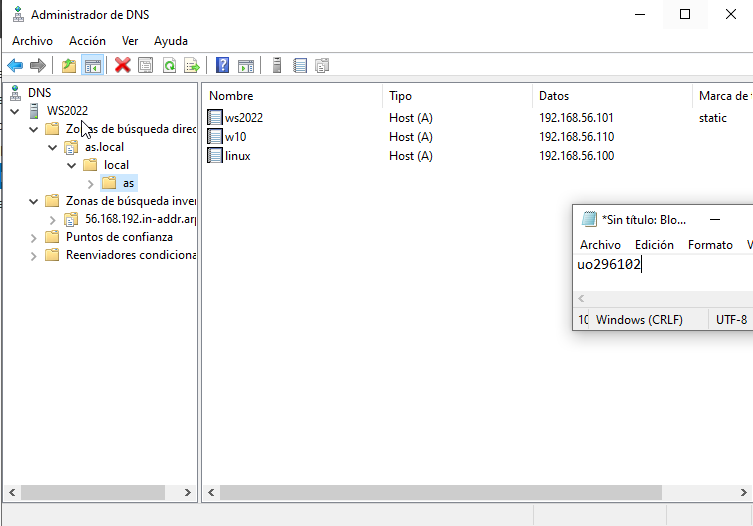 Administrador de DNS
Archivo Acción Ver Ayuda
DNS
WS2022
Zonas de búsqueda direc
as.local
local
as
Zonas de búsqueda inver
56.168.192.in-addr.arp
Puntos de confianza
Reenviadores condiciona
Nombre Tipo Datos Marca de
ws2022 Host (A) 192.168.56.101 static
w10 Host (A) 192.168.56.110
linux Host (A) 192.168.56.100
*Sin título: Blo...
Archivo Edición Formato V
uo296102
10 Windows (CRLF) UTF-8